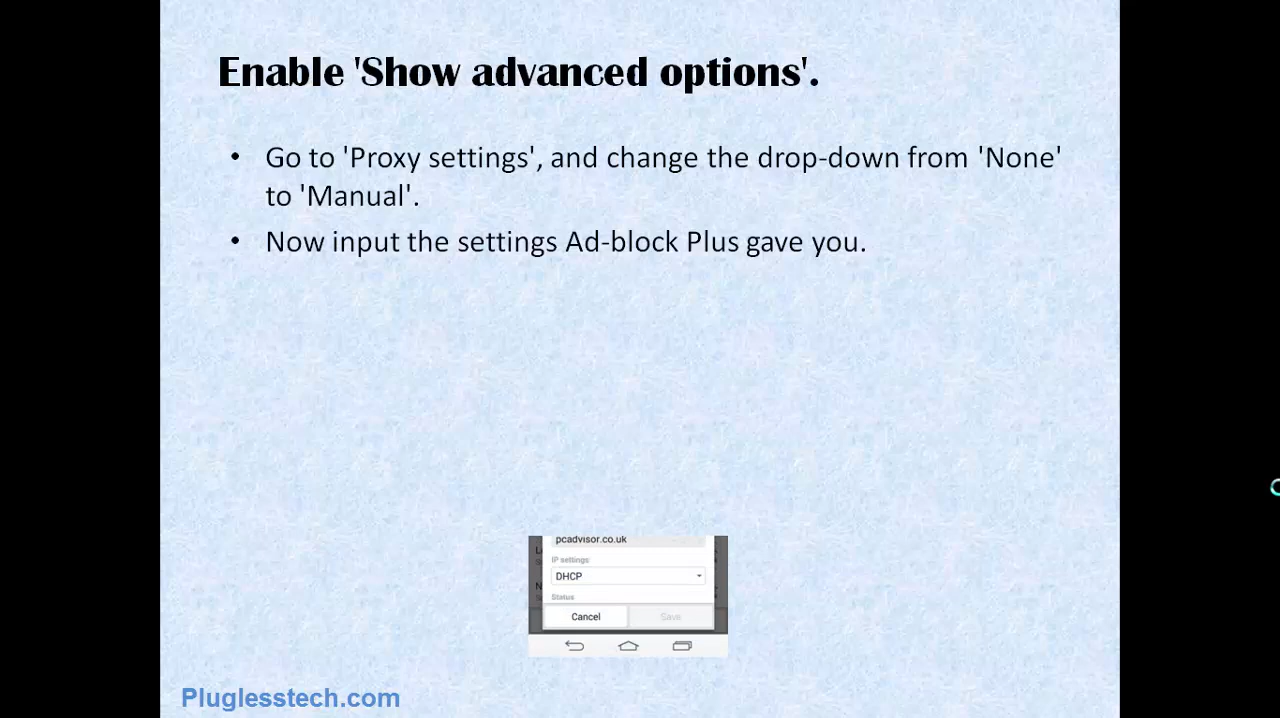 Enable 'Show advanced options'.
• Go to 'Proxy settings', and change the drop-down from 'None'
to 'Manual'.
• Now input the settings Ad-block Plus gave you.
pcadvisor.co.uk
IP settings:
DHCP
Status
Cancel Save
Pluglesstech.com